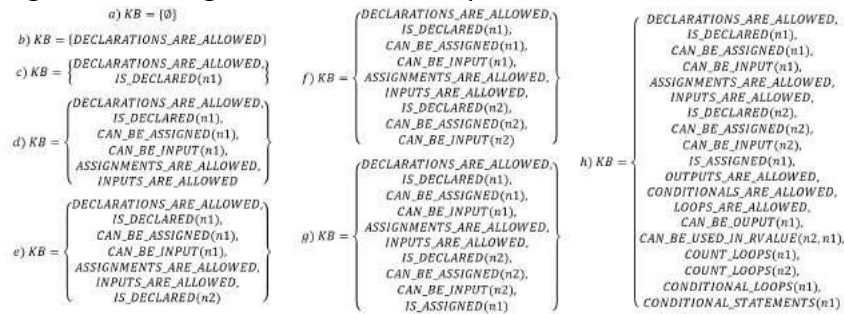 a) KB = {∅}
b) KB = {DECLARATIONS_ARE_ALLOWED}
c) KB = {DECLARATIONS_ARE_ALLOWED,
IS_DECLARED(n1)}
d) KB = {DECLARATIONS_ARE_ALLOWED,
IS_DECLARED(n1),
CAN_BE_ASSIGNED(n1),
CAN_BE_INPUT(n1),
ASSIGNMENTS_ARE_ALLOWED,
INPUTS_ARE_ALLOWED}
e) KB = {DECLARATIONS_ARE_ALLOWED,
IS_DECLARED(n1),
CAN_BE_ASSIGNED(n1),
CAN_BE_INPUT(n1),
ASSIGNMENTS_ARE_ALLOWED,
INPUTS_ARE_ALLOWED,
IS_DECLARED(n2)}
f) KB = {DECLARATIONS_ARE_ALLOWED,
IS_DECLARED(n1),
CAN_BE_ASSIGNED(n1),
CAN_BE_INPUT(n1),
ASSIGNMENTS_ARE_ALLOWED,
INPUTS_ARE_ALLOWED,
IS_DECLARED(n2),
CAN_BE_ASSIGNED(n2),
CAN_BE_INPUT(n2)}
g) KB = {DECLARATIONS_ARE_ALLOWED,
IS_DECLARED(n1),
CAN_BE_ASSIGNED(n1),
CAN_BE_INPUT(n1),
ASSIGNMENTS_ARE_ALLOWED,
INPUTS_ARE_ALLOWED,
IS_DECLARED(n2),
CAN_BE_ASSIGNED(n2),
CAN_BE_INPUT(n2),
IS_ASSIGNED(n1)}
h) KB = {DECLARATIONS_ARE_ALLOWED,
IS_DECLARED(n1),
CAN_BE_ASSIGNED(n1),
CAN_BE_INPUT(n1),
ASSIGNMENTS_ARE_ALLOWED,
INPUTS_ARE_ALLOWED,
IS_DECLARED(n2),
CAN_BE_ASSIGNED(n2),
CAN_BE_INPUT(n2),
IS_ASSIGNED(n1),
OUTPUTS_ARE_ALLOWED,
CONDITIONALS_ARE_ALLOWED,
LOOPS_ARE_ALLOWED,
CAN_BE_OUPUT(n1),
CAN_BE_USED_IN_RVALUE(n2,n1),
COUNT_LOOPS(n1),
COUNT_LOOPS(n2),
CONDITIONAL_LOOPS(n1),
CONDITIONAL_STATEMENTS(n1)